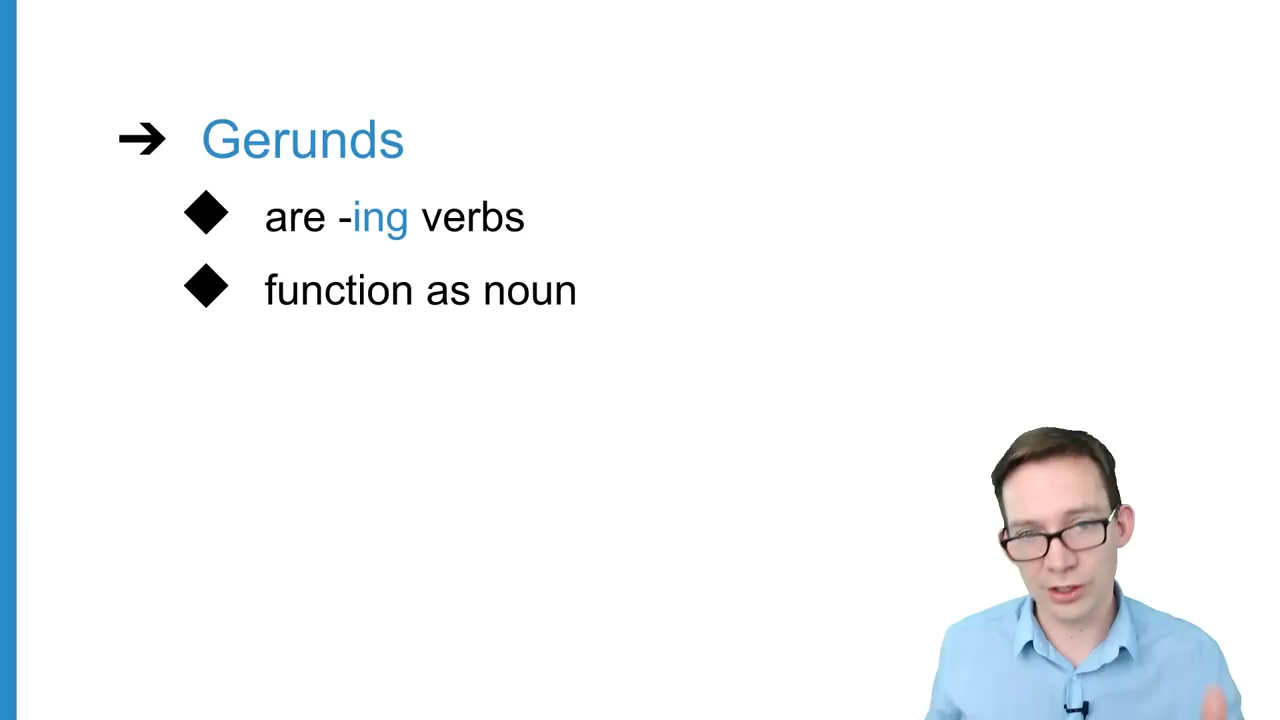 ➔ Gerunds
◆ are -ing verbs
◆ function as noun